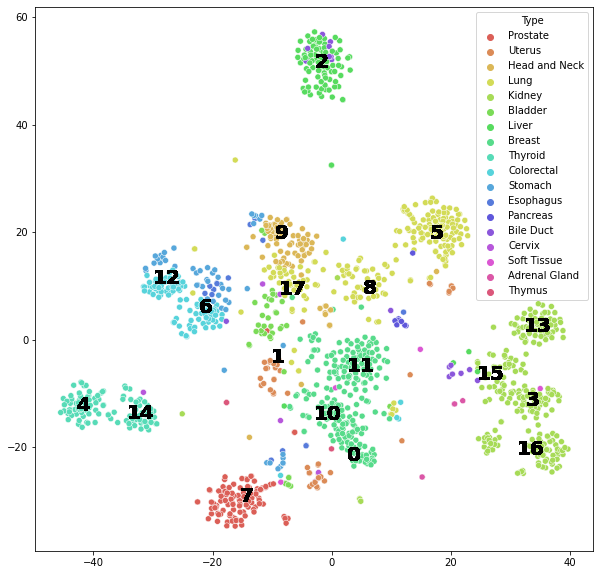 Type
Prostate
Uterus
Head and Neck
Lung
Kidney
Bladder
Liver
Breast
Thyroid
Colorectal
Stomach
Esophagus
Pancreas
Bile Duct
Cervix
Soft Tissue
Adrenal Gland
Thymus
60
40
20
0
−20
−40 −20 0 20 40
2
9
5
12
17
6
6
13
1
11
15
4
14
10
3
0
16
7